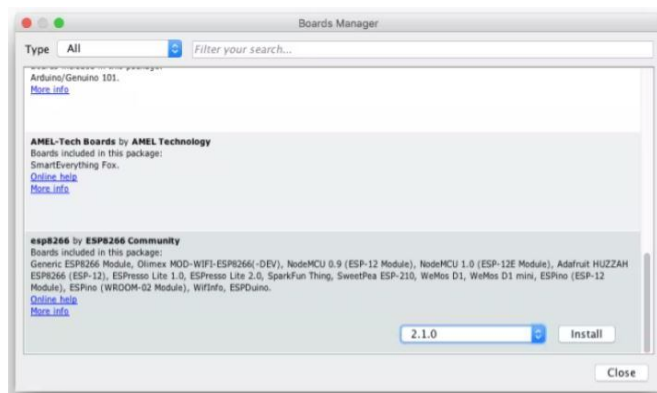 Boards Manager
Type All Filter your search...
Arduino/Genuino 101.
More info
AMEL-Tech Boards by AMEL Technology
Boards included in this package:
SmartEverything Fox.
Online help
More info
esp8266 by ESP8266 Community
Boards included in this package:
Generic ESP8266 Module, Olimex MOD-WIFI-ESP8266(-DEV), NodeMCU 0.9 (ESP-12 Module), NodeMCU 1.0 (ESP-12E Module), Adafruit HUZZAH
ESP8266 (ESP-12), ESPresso Lite 1.0, ESPresso Lite 2.0, SparkFun Thing, SweetPea ESP-210, WeMos D1, WeMos D1 mini, ESPino (ESP-12
Module), ESPino (WROOM-02 Module), WifInfo, ESPDuino.
Online help
More info
2.1.0 Install
Close